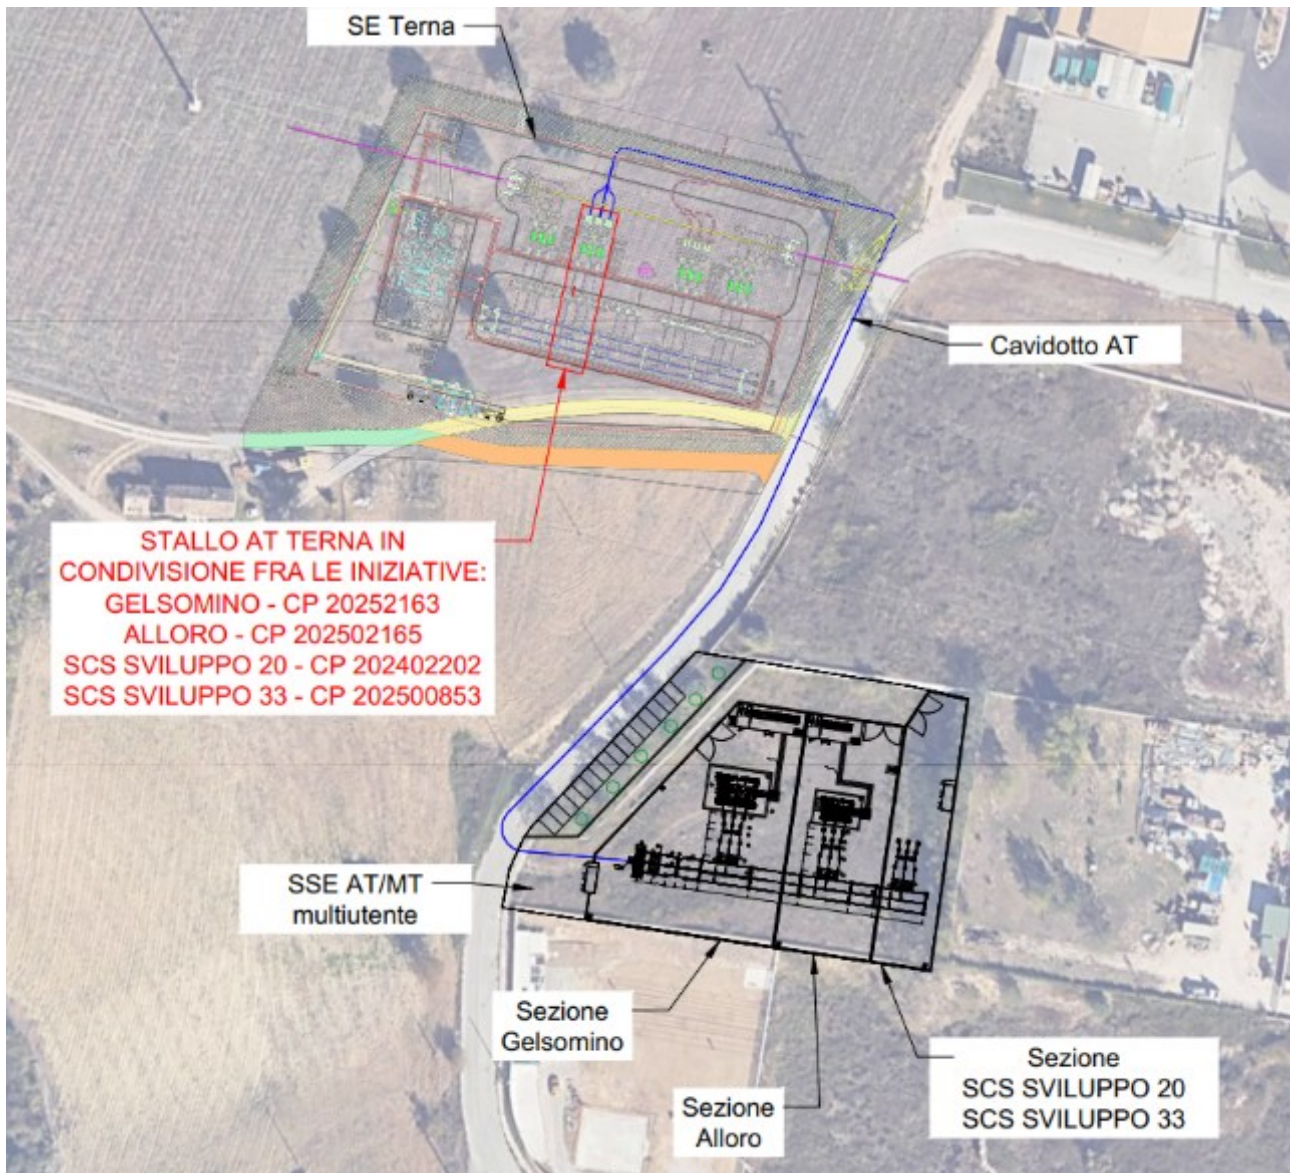 SE Terna
Cavidotto AT
STALLO AT TERNA IN
CONDIVISIONE FRA LE INIZIATIVE:
GELSOMINO - CP 20252163
ALLORO - CP 202502165
SCS SVILUPPO 20 - CP 202402202
SCS SVILUPPO 33 - CP 202500853
SSE AT/MT
multiutente
Sezione
Gelsomino
Sezione
Alloro
Sezione
SCS SVILUPPO 20
SCS SVILUPPO 33